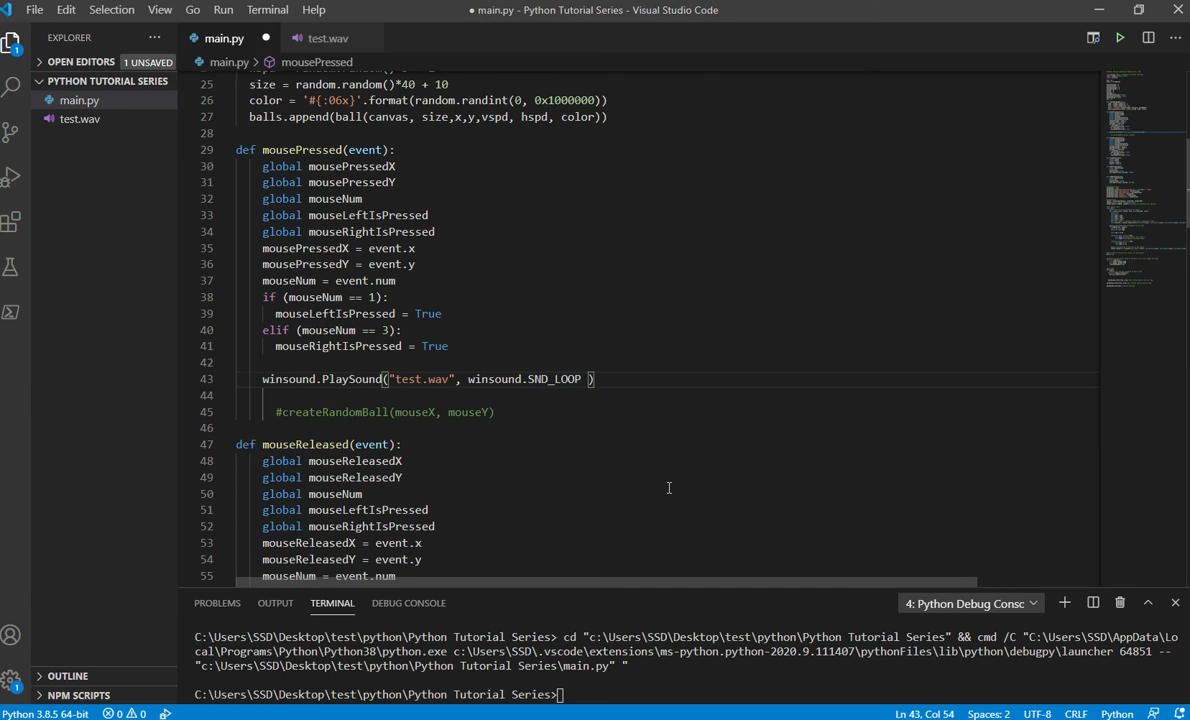 File Edit Selection View Go Run Terminal Help
● main.py - Python Tutorial Series - Visual Studio Code
EXPLORER
main.py
test.wav
OPEN EDITORS 1 UNSAVED
main.py > mousePressed
PYTHON TUTORIAL SERIES
main.py
test.wav
25 size = random.random()*40 + 10
26 color = '#{:06x}'.format(random.randint(0, 0x1000000))
27 balls.append(ball(canvas, size,x,y,vspd, hspd, color))
28
29 def mousePressed(event):
30 global mousePressedX
31 global mousePressedY
32 global mouseNum
33 global mouseLeftIsPressed
34 global mouseRightIsPressed
35 mousePressedX = event.x
36 mousePressedY = event.y
37 mouseNum = event.num
38 if (mouseNum == 1):
39 mouseLeftIsPressed = True
40 elif (mouseNum == 3):
41 mouseRightIsPressed = True
42
43 winsound.PlaySound("test.wav", winsound.SND_LOOP )
44
45 #createRandomBall(mouseX, mouseY)
46
47 def mouseReleased(event):
48 global mouseReleasedX
49 global mouseReleasedY
50 global mouseNum
51 global mouseLeftIsPressed
52 global mouseRightIsPressed
53 mouseReleasedX = event.x
54 mouseReleasedY = event.y
55 mouseNum = event.num
PROBLEMS OUTPUT TERMINAL DEBUG CONSOLE
4: Python Debug Consc
C:\Users\SSD\Desktop\test\python\Python Tutorial Series> cd "c:\Users\SSD\Desktop\test\python\Python Tutorial Series" && cmd /C "C:\Users\SSD\AppData\Lo
cal\Programs\Python\Python38\python.exe c:\Users\SSD\.vscode\extensions\ms-python.python-2020.9.111407\pythonFiles\lib\python\debugpy\launcher 64851 --
"c:\Users\SSD\Desktop\test\python\Python Tutorial Series\main.py" "
C:\Users\SSD\Desktop\test\python\Python Tutorial Series>
OUTLINE
NPM SCRIPTS
1
1
Python 3.8.5 64-bit 0 0
Ln 43, Col 54 Spaces: 2 UTF-8 CRLF Python